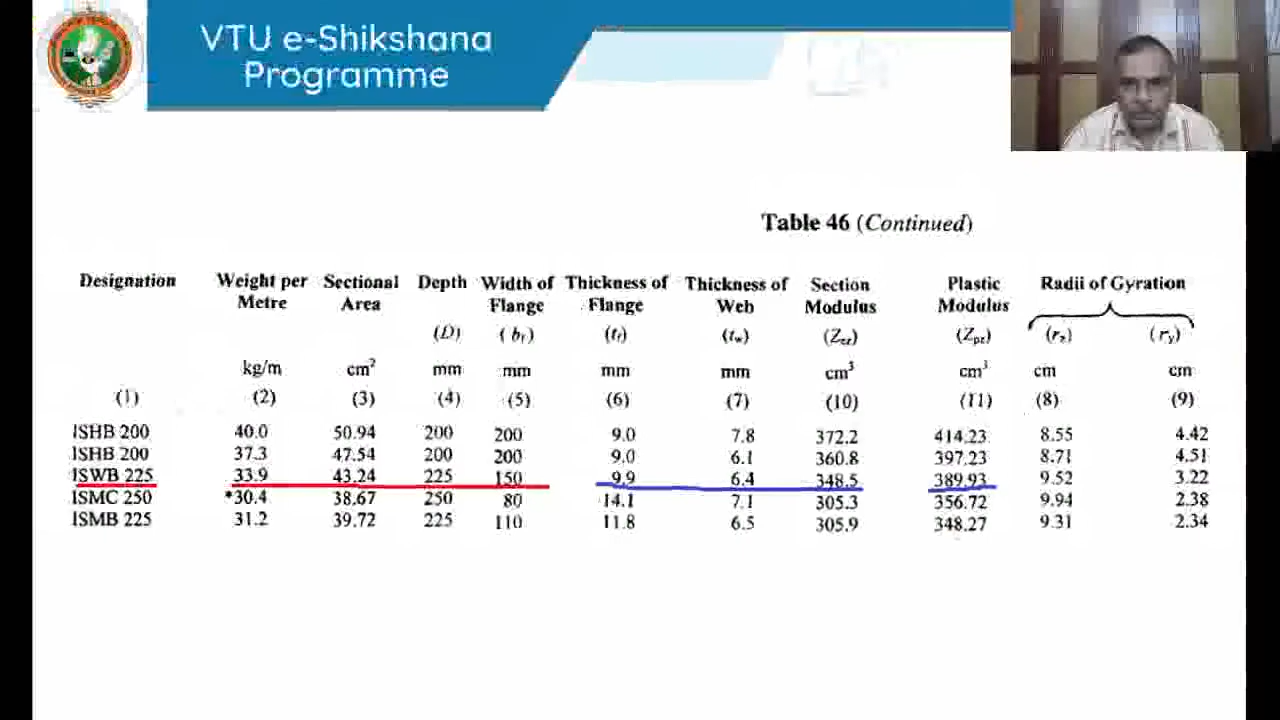 VTU e-Shikshana
Programme
Table 46 (Continued)
Designation Weight per Sectional Depth Width of Thickness of Thickness of Section Plastic Radii of Gyration
Metre Area Flange Flange Web Modulus Modulus
(D) (bf) (tf) (tw) (Zez) (Zpz) (rz) (ry)
kg/m cm² mm mm mm mm cm³ cm³ cm cm
(1) (2) (3) (4) (5) (6) (7) (10) (11) (8) (9)
ISHB 200 40.0 50.94 200 200 9.0 7.8 372.2 414.23 8.55 4.42
ISHB 200 37.3 47.54 200 200 9.0 6.1 360.8 397.23 8.71 4.51
ISWB 225 33.9 43.24 225 150 9.9 6.4 348.5 389.93 9.52 3.22
ISMC 250 *30.4 38.67 250 80 14.1 7.1 305.3 356.72 9.94 2.38
ISMB 225 31.2 39.72 225 110 11.8 6.5 305.9 348.27 9.31 2.34